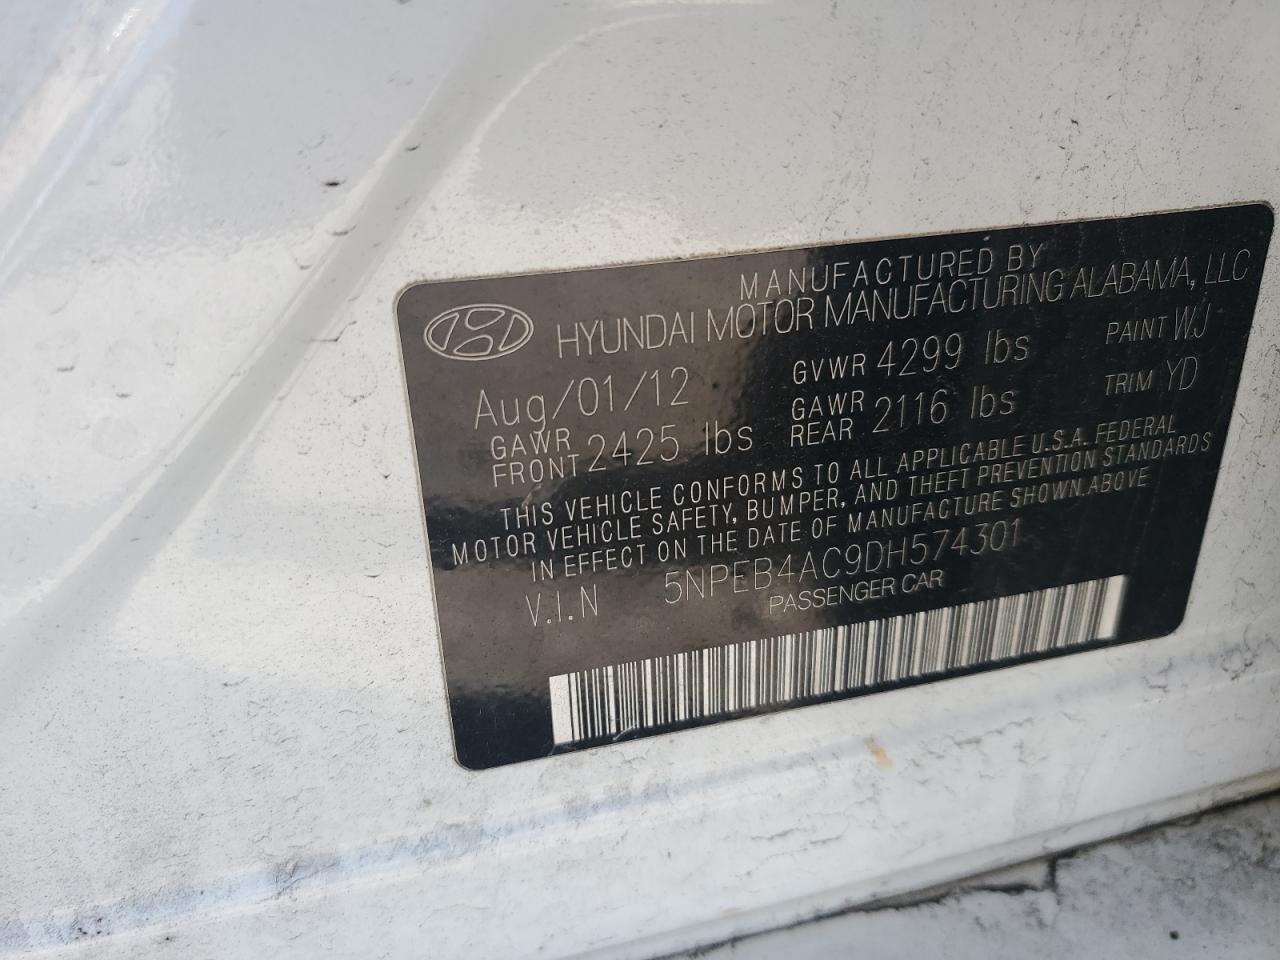 MANUFACTURED BY
HYUNDAI MOTOR MANUFACTURING ALABAMA, LLC
Aug/01/12 GVWR 4299 lbs PAINT WJ
GAWR FRONT 2425 lbs GAWR REAR 2116 lbs TRIM YD
THIS VEHICLE CONFORMS TO ALL APPLICABLE U.S.A. FEDERAL
MOTOR VEHICLE SAFETY, BUMPER, AND THEFT PREVENTION STANDARDS
IN EFFECT ON THE DATE OF MANUFACTURE SHOWN ABOVE
V.I.N 5NPEB4AC9DH574301
PASSENGER CAR